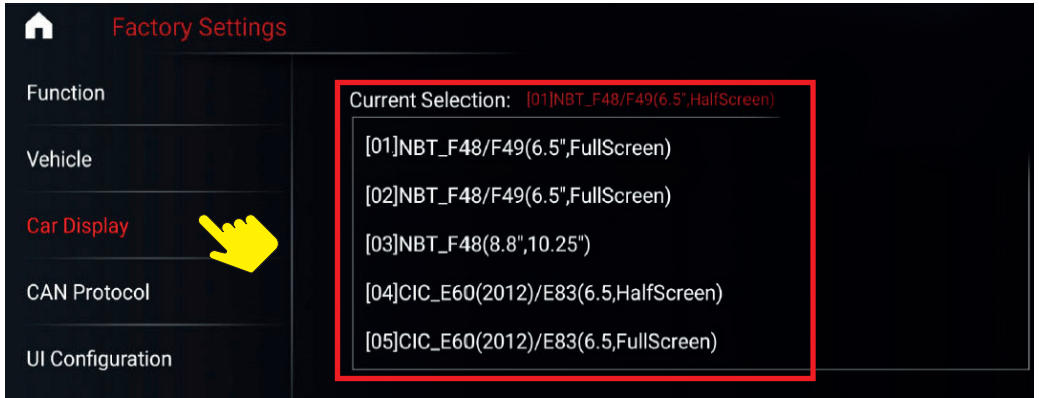 Factory Settings
Function
Vehicle
Car Display
CAN Protocol
UI Configuration
Current Selection: [01]NBT_F48/F49(6.5",HalfScreen)
[01]NBT_F48/F49(6.5",FullScreen)
[02]NBT_F48/F49(6.5",FullScreen)
[03]NBT_F48(8.8",10.25")
[04]CIC_E60(2012)/E83(6.5,HalfScreen)
[05]CIC_E60(2012)/E83(6.5,FullScreen)